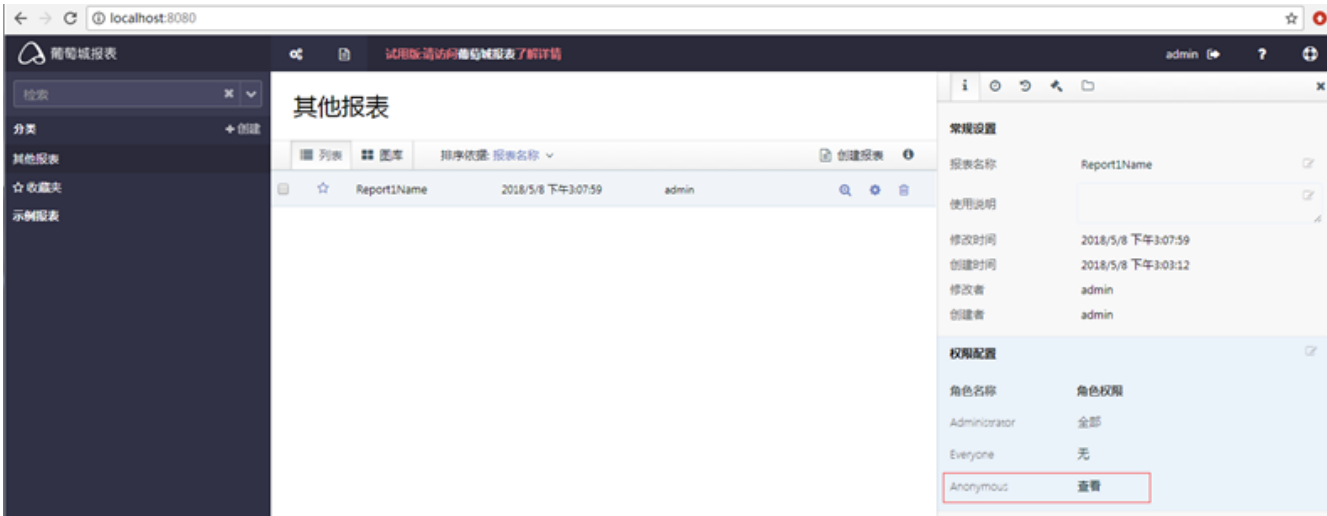 localhost:8080
葡萄城报表
试用版:请访问葡萄城报表了解详情
admin
?
检索
分类
创建
其他报表
收藏夹
示例报表
其他报表
列表 图库 排序依据: 报表名称 创建报表
Report1Name 2018/5/8 下午3:07:59 admin
常规设置
报表名称 Report1Name
使用说明
修改时间 2018/5/8 下午3:07:59
创建时间 2018/5/8 下午3:03:12
修改者 admin
创建者 admin
权限配置
角色名称 角色权限
Administrator 全部
Everyone 无
Anonymous 查看